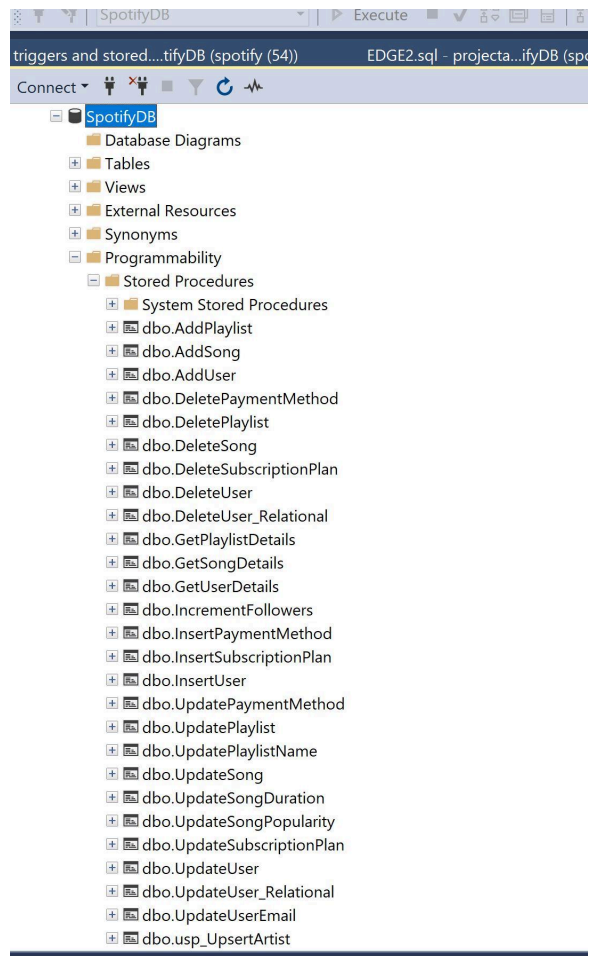 SpotifyDB Execute
triggers and stored....tifyDB (spotify (54)) EDGE2.sql - projecta...ifyDB (spo
Connect
SpotifyDB
Database Diagrams
Tables
Views
External Resources
Synonyms
Programmability
Stored Procedures
System Stored Procedures
dbo.AddPlaylist
dbo.AddSong
dbo.AddUser
dbo.DeletePaymentMethod
dbo.DeletePlaylist
dbo.DeleteSong
dbo.DeleteSubscriptionPlan
dbo.DeleteUser
dbo.DeleteUser_Relational
dbo.GetPlaylistDetails
dbo.GetSongDetails
dbo.GetUserDetails
dbo.IncrementFollowers
dbo.InsertPaymentMethod
dbo.InsertSubscriptionPlan
dbo.InsertUser
dbo.UpdatePaymentMethod
dbo.UpdatePlaylist
dbo.UpdatePlaylistName
dbo.UpdateSong
dbo.UpdateSongDuration
dbo.UpdateSongPopularity
dbo.UpdateSubscriptionPlan
dbo.UpdateUser
dbo.UpdateUser_Relational
dbo.UpdateUserEmail
dbo.usp_UpsertArtist